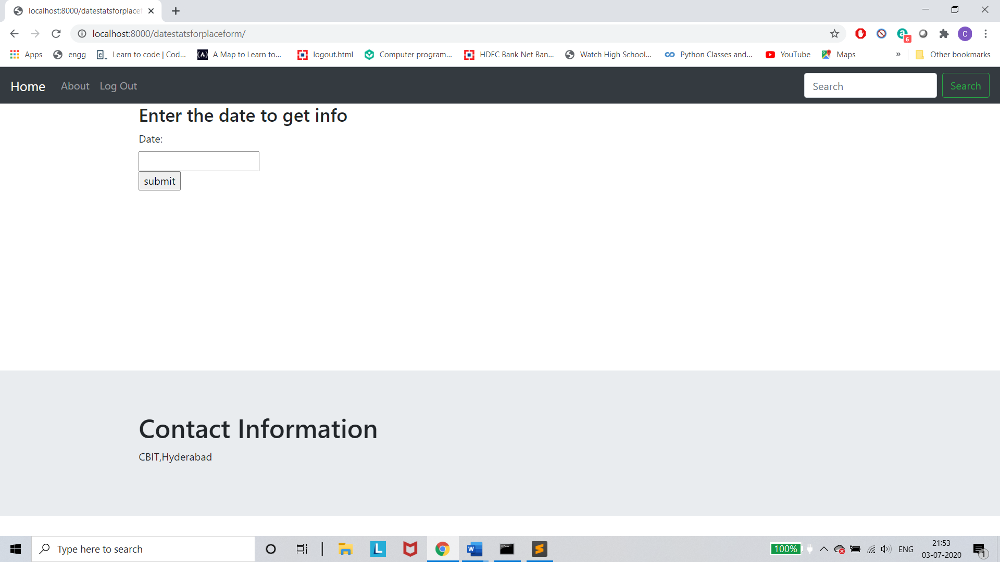 localhost:8000/datestatsforplacef
localhost:8000/datestatsforplaceform/
6
C
Apps
engg
Learn to code | Cod...
A Map to Learn to...
logout.html
Computer program...
HDFC Bank Net Ban...
Watch High School...
Python Classes and...
YouTube
Maps
»
Other bookmarks
Home
About
Log Out
Search
Search
Enter the date to get info
Date:
submit
Contact Information
CBIT,Hyderabad
Type here to search
100%
ENG
21:53
03-07-2020
1